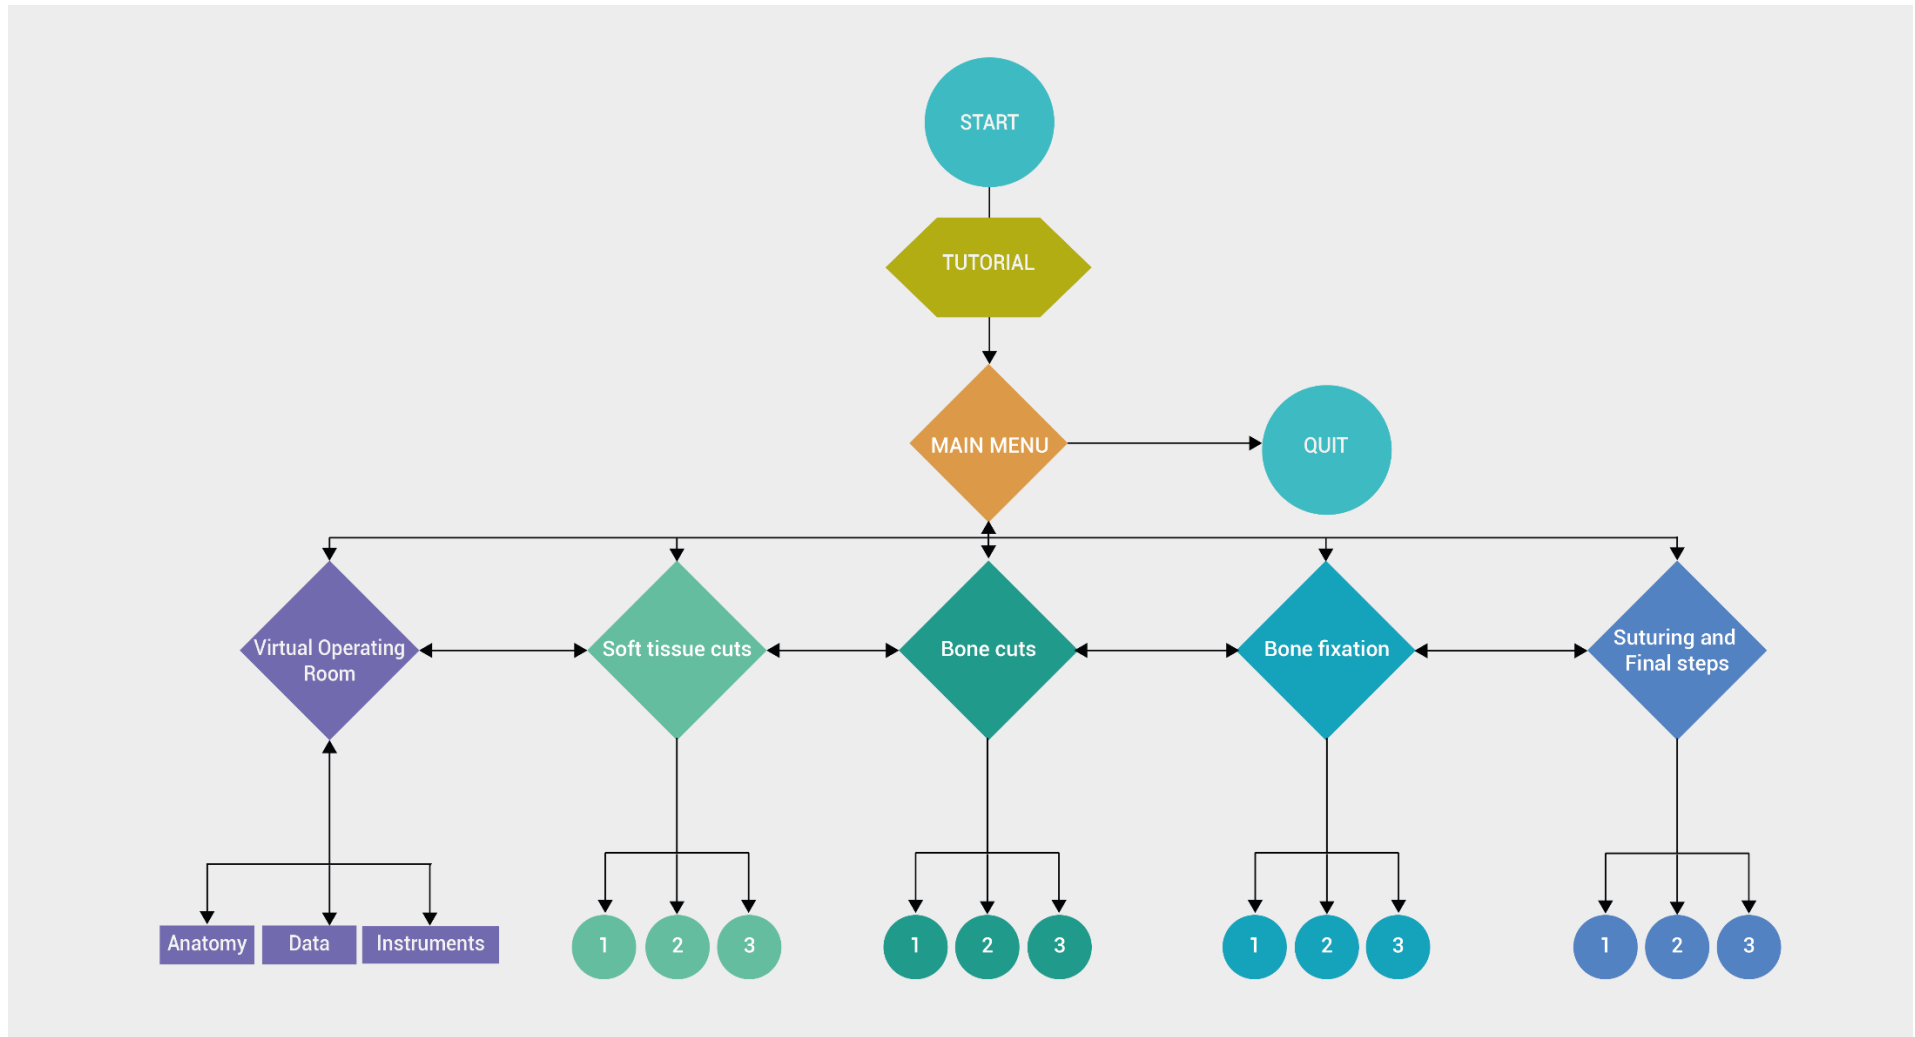 START
TUTORIAL
MAIN MENU
QUIT
Virtual Operating
Room
Soft tissue cuts
Bone cuts
Bone fixation
Suturing and
Final steps
Anatomy
Data
Instruments
1
2
3
1
2
3
1
2
3
1
2
3